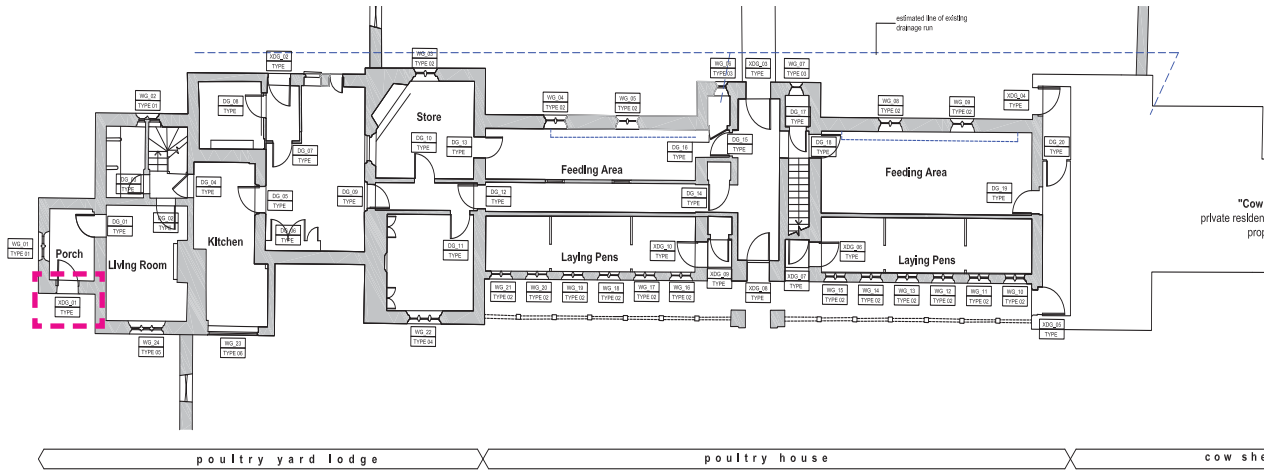 estimated line of existing
drainage run
XDG_02
TYPE
WG_03
TYPE 02
XDG_03
TYPE
WG_07
TYPE 03
TYPE 03
WG_02
TYPE 01
DG_08
TYPE
WG_04
TYPE 02
WG_05
TYPE 02
WG_08
TYPE 02
WG_09
TYPE 02
XDG_04
TYPE
DG_17
TYPE
Store
DG_10
TYPE
DG_13
TYPE
DG_15
TYPE
DG_16
TYPE
DG_18
TYPE
DG_20
TYPE
DG_07
TYPE
Feeding Area
Feeding Area
TYPE
DG_04
TYPE
DG_05
TYPE
DG_09
TYPE
DG_12
TYPE
DG_14
TYPE
DG_19
TYPE
DG_01
TYPE
DG_02
TYPE
DG_06
TYPE
DG_11
TYPE
XDG_10
TYPE
XDG_06
TYPE
"Cow
private residen
prop
WG_01
TYPE 01
Porch
Living Room
Kitchen
Laying Pens
Laying Pens
XDG_09
TYPE
XDG_07
TYPE
XDG_08
TYPE
WG_21
TYPE 02
WG_20
TYPE 02
WG_19
TYPE 02
WG_18
TYPE 02
WG_17
TYPE 02
WG_16
TYPE 02
WG_15
TYPE 02
WG_14
TYPE 02
WG_13
TYPE 02
WG_12
TYPE 02
WG_11
TYPE 02
WG_10
TYPE 02
XDG_01
TYPE
XDG_05
TYPE
WG_24
TYPE 05
WG_23
TYPE 06
WG_22
TYPE 04
poultry yard lodge
poultry house
cow she